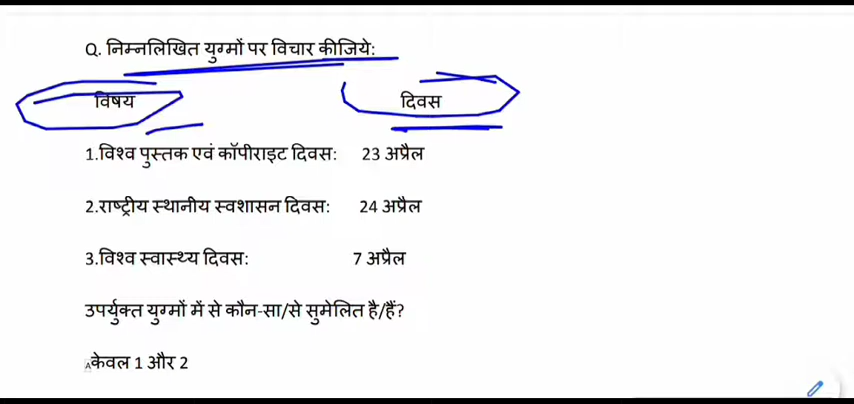 Q. निम्नलिखित युग्मों पर विचार कीजिये:
विषय दिवस
1.विश्व पुस्तक एवं कॉपीराइट दिवस: 23 अप्रैल
2.राष्ट्रीय स्थानीय स्वशासन दिवस: 24 अप्रैल
3.विश्व स्वास्थ्य दिवस: 7 अप्रैल
उपर्युक्त युग्मों में से कौन-सा/से सुमेलित है/हैं?
A केवल 1 और 2